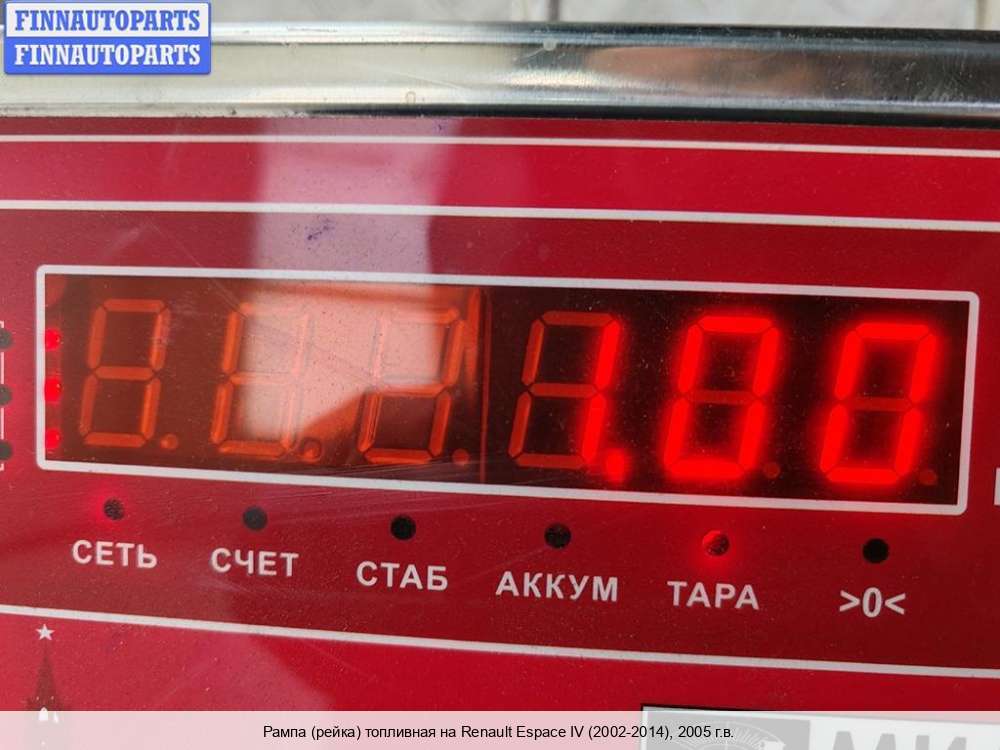 FINNAUTOPARTS
FINNAUTOPARTS
1.00
СЕТЬ СЧЕТ СТАБ АККУМ ТАРА >0<
Рампа (рейка) топливная на Renault Espace IV (2002-2014), 2005 г.в.